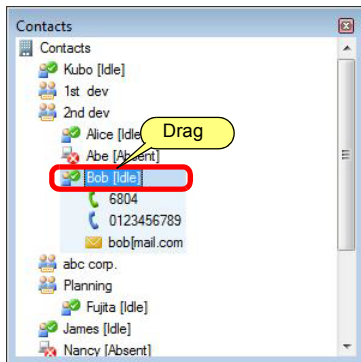 Contacts
Contacts
Kubo [Idle]
1st dev
2nd dev
Alice [Idle
Drag
Abe [Absent]
Bob [Idle]
6804
0123456789
bob[mail.com
abc corp.
Planning
Fujita [Idle]
James [Idle]
Nancy [Absent]